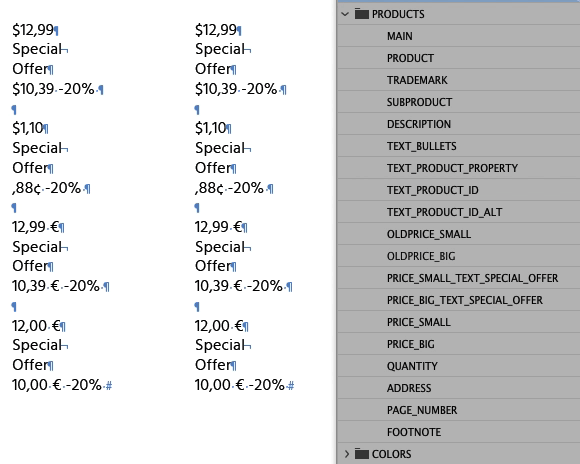 $12,99¶
Special¬
Offer¶
$10,39·-20%·¶
¶
$1,10¶
Special¬
Offer¶
,88¢·-20%·¶
¶
12,99·€¶
Special¬
Offer¶
10,39·€·-20%·¶
¶
12,00·€¶
Special¬
Offer¶
10,00·€·-20%·#
$12,99¶
Special¬
Offer¶
$10,39·-20%·¶
¶
$1,10¶
Special¬
Offer¶
,88¢·-20%·¶
¶
12,99·€¶
Special¬
Offer¶
10,39·€·-20%·¶
¶
12,00·€¶
Special¬
Offer¶
10,00·€·-20%·#
PRODUCTS
MAIN
PRODUCT
TRADEMARK
SUBPRODUCT
DESCRIPTION
TEXT_BULLETS
TEXT_PRODUCT_PROPERTY
TEXT_PRODUCT_ID
TEXT_PRODUCT_ID_ALT
OLDPRICE_SMALL
OLDPRICE_BIG
PRICE_SMALL_TEXT_SPECIAL_OFFER
PRICE_BIG_TEXT_SPECIAL_OFFER
PRICE_SMALL
PRICE_BIG
QUANTITY
ADDRESS
PAGE_NUMBER
FOOTNOTE
COLORS